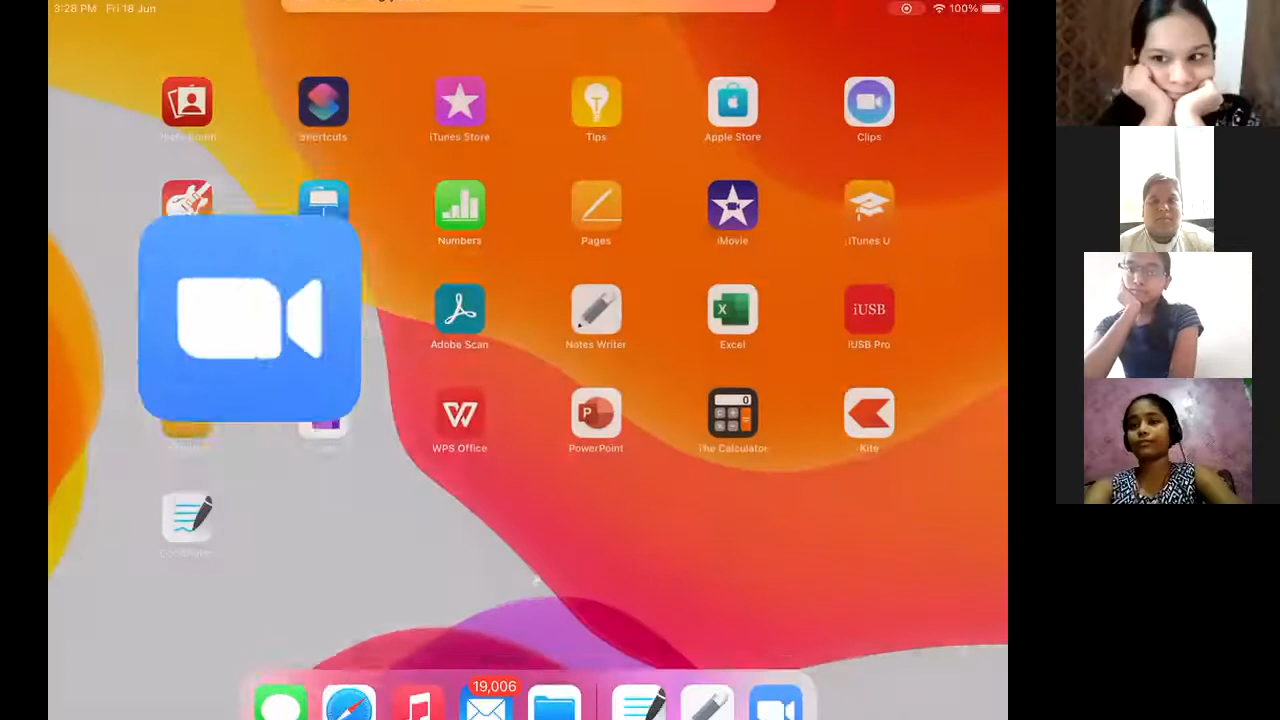 3:28 PM Fri 18 Jun
100%
Shortcuts
iTunes Store
Tips
Apple Store
Clips
Numbers
Pages
iMovie
iTunes U
Adobe Scan
Notes Writer
Excel
iUSB
iUSB Pro
WPS Office
PowerPoint
The Calculator
Kite
19,006